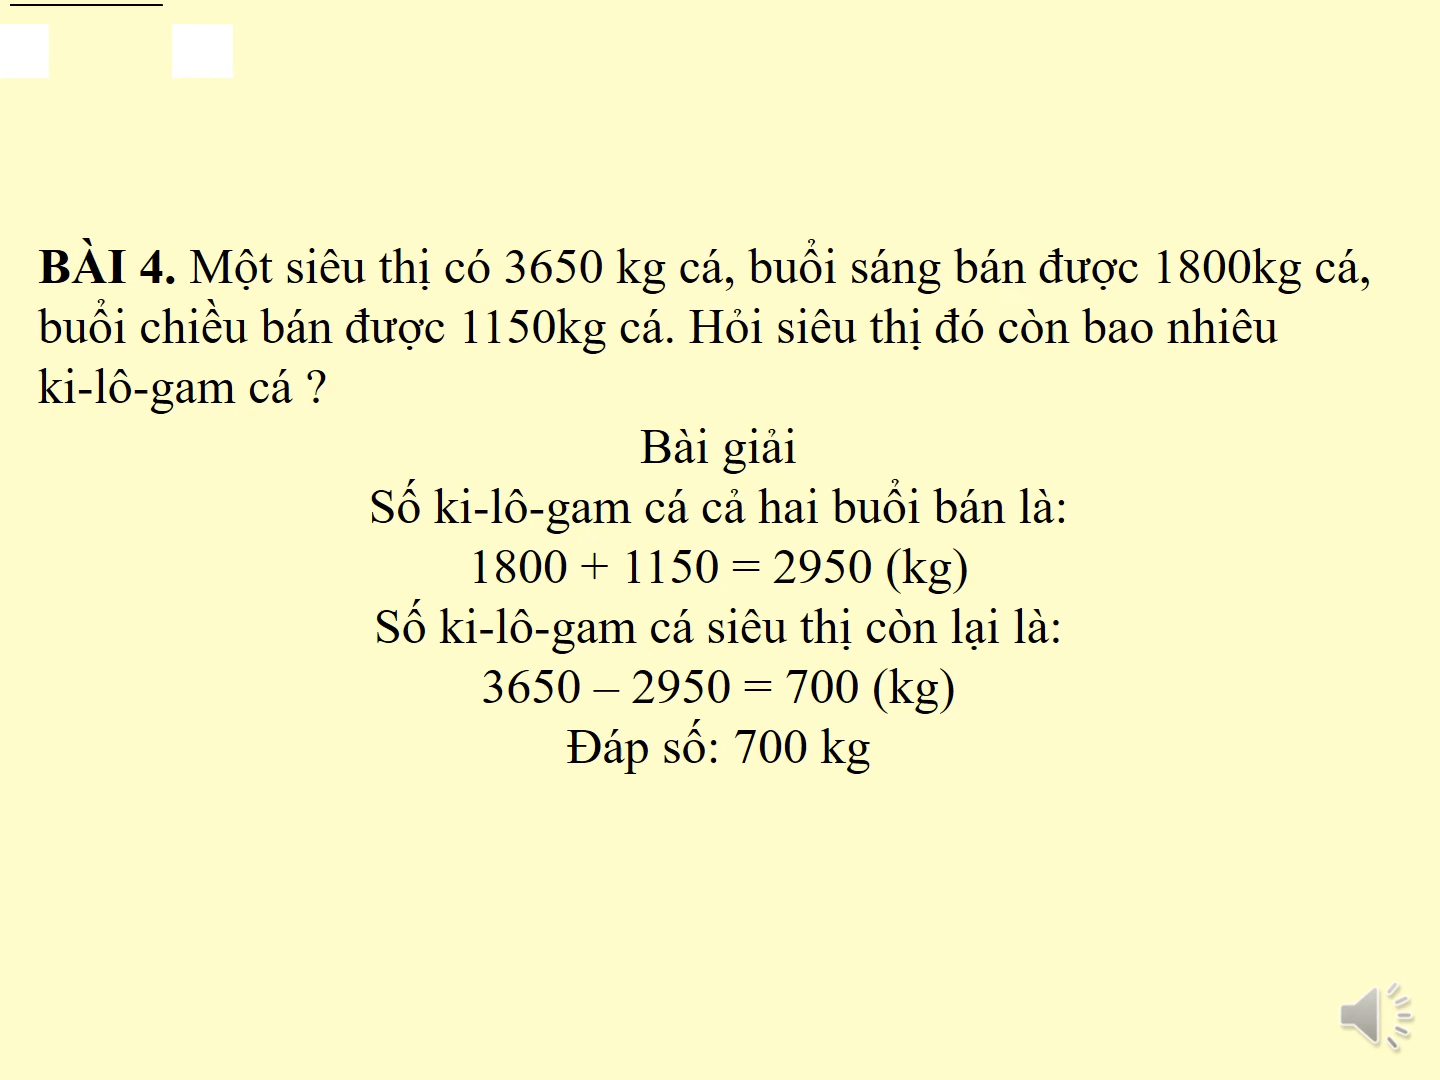 BÀI 4. Một siêu thị có 3650 kg cá, buổi sáng bán được 1800kg cá,
buổi chiều bán được 1150kg cá. Hỏi siêu thị đó còn bao nhiêu
ki-lô-gam cá ?
Bài giải
Số ki-lô-gam cá cả hai buổi bán là:
1800 + 1150 = 2950 (kg)
Số ki-lô-gam cá siêu thị còn lại là:
3650 – 2950 = 700 (kg)
Đáp số: 700 kg